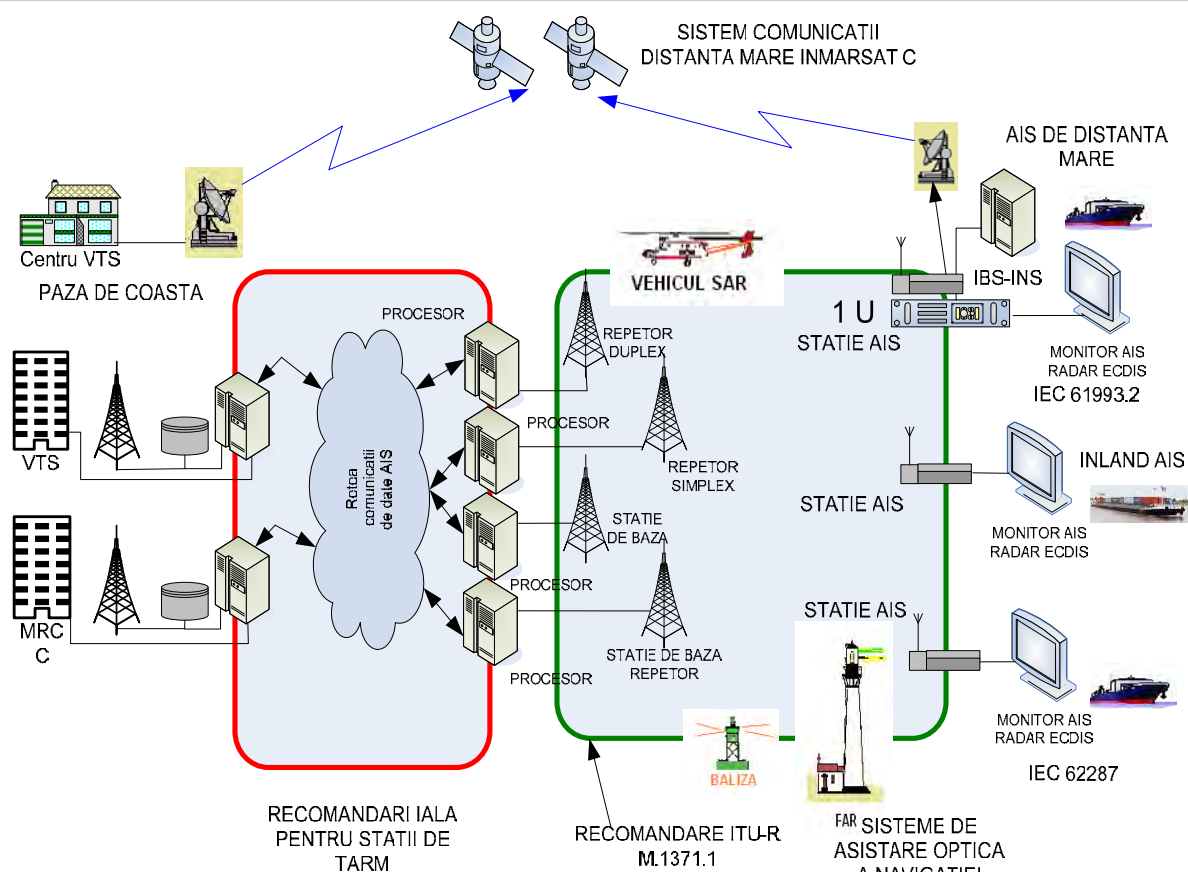 SISTEM COMUNICATII
DISTANTA MARE INMARSAT C
AIS DE DISTANTA
MARE
Centru VTS
PAZA DE COASTA
VEHICUL SAR
IBS-INS
PROCESOR
REPETOR
DUPLEX
1 U
STATIE AIS
MONITOR AIS
RADAR ECDIS
IEC 61993.2
VTS
Retea
comunicatii
de date AIS
PROCESOR
REPETOR
SIMPLEX
STATIE AIS
INLAND AIS
MONITOR AIS
RADAR ECDIS
STATIE
DE BAZA
PROCESOR
MRC
C
STATIE AIS
STATIE DE BAZA
REPETOR
PROCESOR
MONITOR AIS
RADAR ECDIS
IEC 62287
BALIZA
RECOMANDARI IALA
PENTRU STATII DE
TARM
RECOMANDARE ITU-R
M.1371.1
FAR
SISTEME DE
ASISTARE OPTICA
A NAVIGATIEI